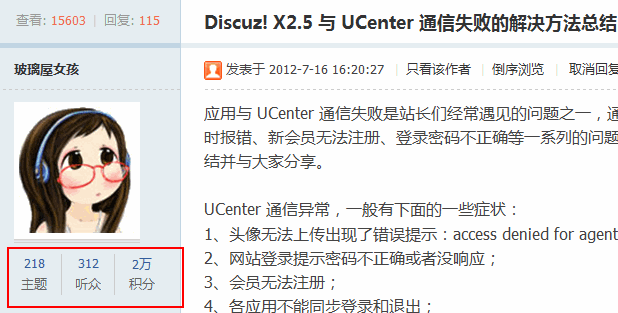 查看: 15603 | 回复: 115
Discuz! X2.5 与 UCenter 通信失败的解决方法总结
玻璃屋女孩
发表于 2012-7-16 16:20:27 | 只看该作者 | 倒序浏览 | 取消回复
应用与 UCenter 通信失败是站长们经常遇见的问题之一，通
时报错、新会员无法注册、登录密码不正确等一系列的问题
结并与大家分享。
UCenter 通信异常，一般有下面的一些症状：
1、头像无法上传出现了错误提示：access denied for agent
2、网站登录提示密码不正确或者没响应；
3、会员无法注册；
4、各应用不能同步登录和退出；
218 312 2万
主题 听众 积分